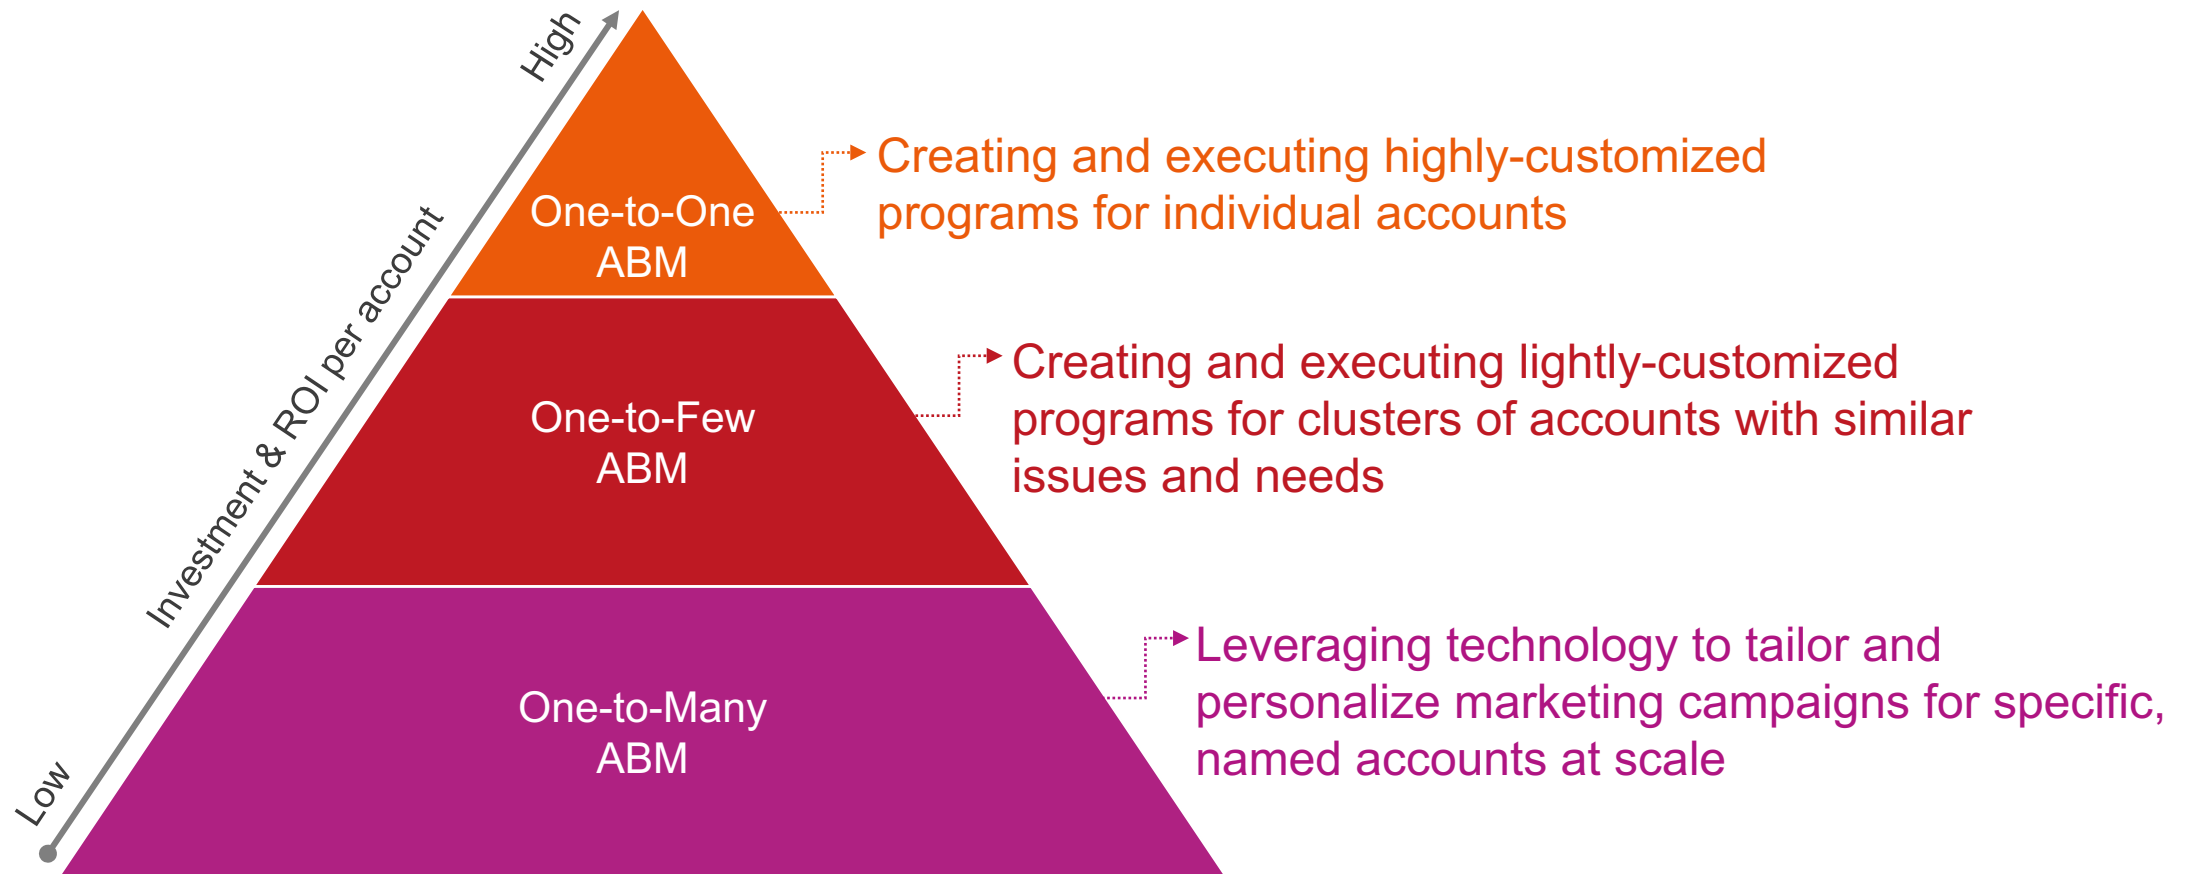 High
Investment & ROI per account
Low
One-to-One
ABM
Creating and executing highly-customized
programs for individual accounts
One-to-Few
ABM
Creating and executing lightly-customized
programs for clusters of accounts with similar
issues and needs
One-to-Many
ABM
Leveraging technology to tailor and
personalize marketing campaigns for specific,
named accounts at scale